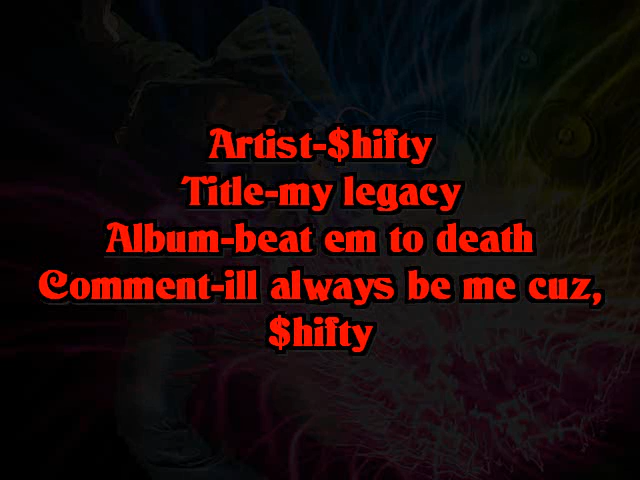 Artist-$hifty
Title-my legacy
Album-beat em to death
Comment-ill always be me cuz,
$hifty